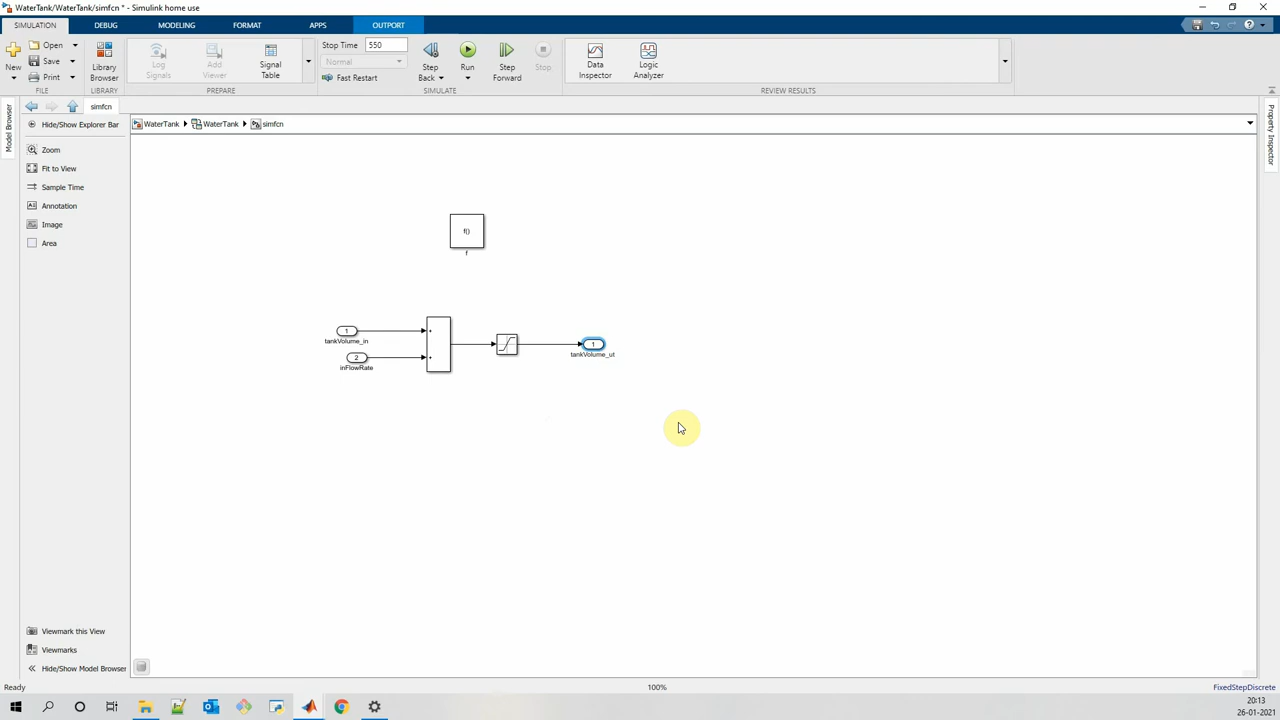 WaterTank/WaterTank/simfcn * - Simulink home use
SIMULATION DEBUG MODELING FORMAT APPS OUTPORT
New
Open
Save
Print
FILE
Library
Browser
LIBRARY
Log
Signals
Add
Viewer
Signal
Table
PREPARE
Stop Time 550
Normal
Fast Restart
Step
Back
Run
Step
Forward
Stop
SIMULATE
Data
Inspector
Logic
Analyzer
REVIEW RESULTS
simfcn
Model Browser
Property Inspector
Hide/Show Explorer Bar
WaterTank WaterTank simfcn
Zoom
Fit to View
Sample Time
Annotation
Image
Area
f()
f
1
tankVolume_in
2
inFlowRate
+
+
1
tankVolume_ut
Viewmark this View
Viewmarks
Hide/Show Model Browser
Ready 100% FixedStepDiscrete
20:13
26-01-2021